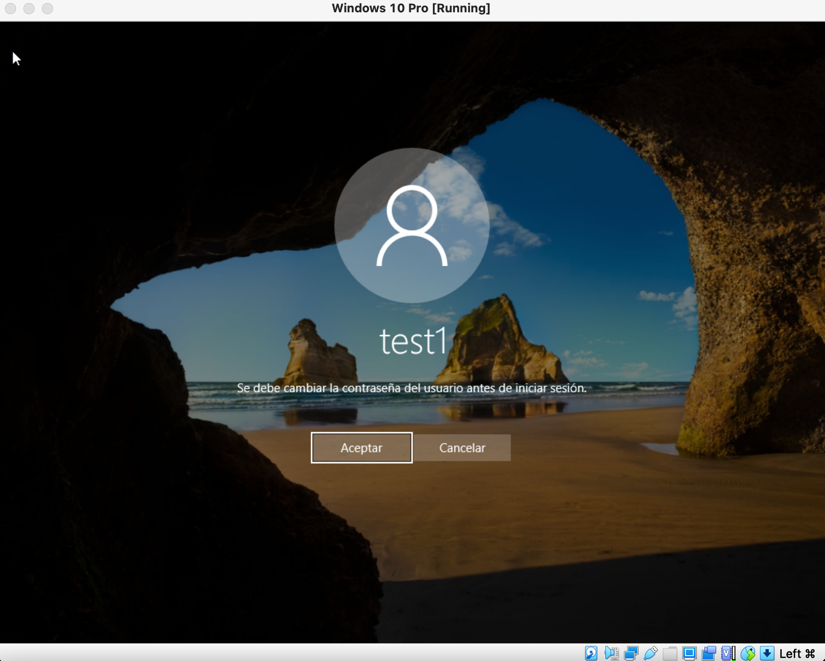 Windows 10 Pro [Running]
test1
Se debe cambiar la contraseña del usuario antes de iniciar sesión.
Aceptar
Cancelar
Left ⌘